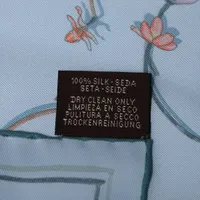 100% SILK-SEDA
SETA-SEIDE
DRY CLEAN ONLY
LIMPIEZA EN SECO
PULITURA A SECCO
TROCKENREINIGUNG